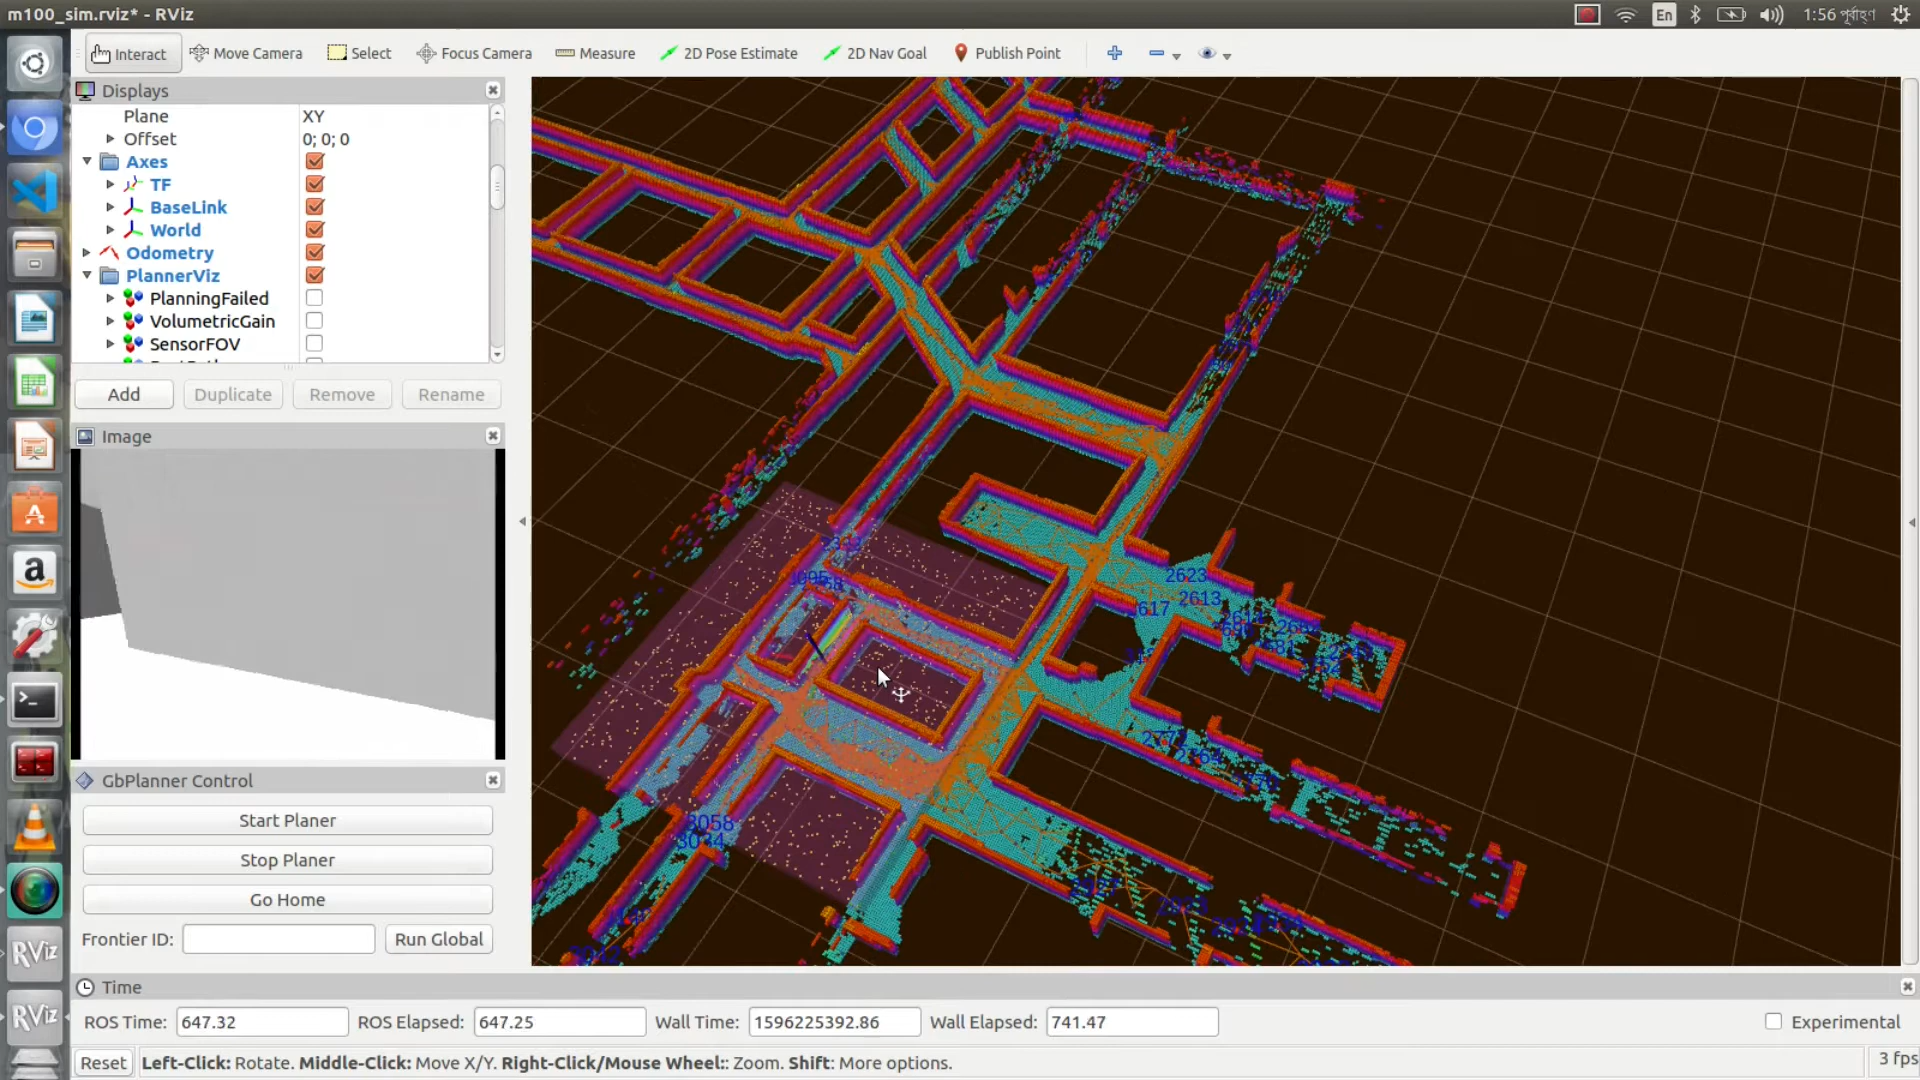 m100_sim.rviz* - RViz
En
1:56 পূর্বাহ্ণ
Interact
Move Camera
Select
Focus Camera
Measure
2D Pose Estimate
2D Nav Goal
Publish Point
Displays
Plane XY
Offset 0; 0; 0
Axes
TF
BaseLink
World
Odometry
PlannerViz
PlanningFailed
VolumetricGain
SensorFOV
Add
Duplicate
Remove
Rename
Image
GbPlanner Control
Start Planer
Stop Planer
Go Home
Frontier ID:
Run Global
2623
2613
617
3058
3034
RViz
RViz
Time
ROS Time: 647.32
ROS Elapsed: 647.25
Wall Time: 1596225392.86
Wall Elapsed: 741.47
Experimental
Reset
Left-Click: Rotate. Middle-Click: Move X/Y. Right-Click/Mouse Wheel:: Zoom. Shift: More options.
3 fps